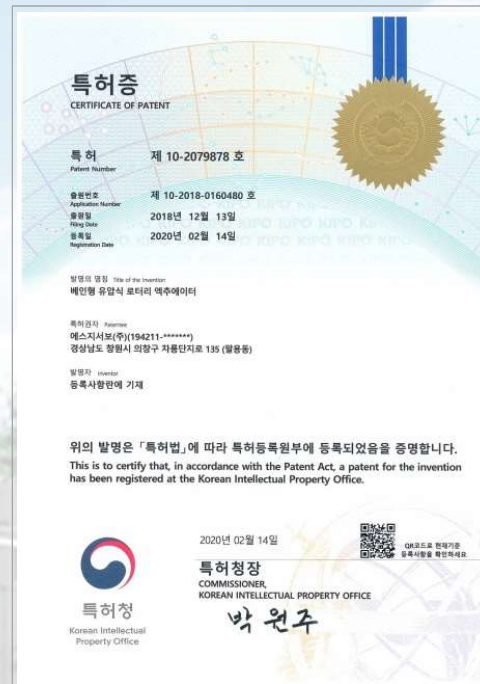 특허증
CERTIFICATE OF PATENT
특 허 제 10-2079878 호
Patent Number
출원번호 제 10-2018-0160480 호
Application Number
출원일 2018년 12월 13일
Filing Date
등록일 2020년 02월 14일
Registration Date
발명의 명칭 Title of the Invention
베인형 유압식 로터리 액추에이터
특허권자 Patentee
에스지서보(주)(194211-*******)
경상남도 창원시 의창구 차룡단지로 135 (팔용동)
발명자 Inventor
등록사항란에 기재
위의 발명은 「특허법」에 따라 특허등록원부에 등록되었음을 증명합니다.
This is to certify that, in accordance with the Patent Act, a patent for the invention
has been registered at the Korean Intellectual Property Office.
2020년 02월 14일
QR코드로 현재기준
등록사항을 확인하세요
특허청장
COMMISSIONER,
KOREAN INTELLECTUAL PROPERTY OFFICE
박원주
특허청
Korean Intellectual
Property Office